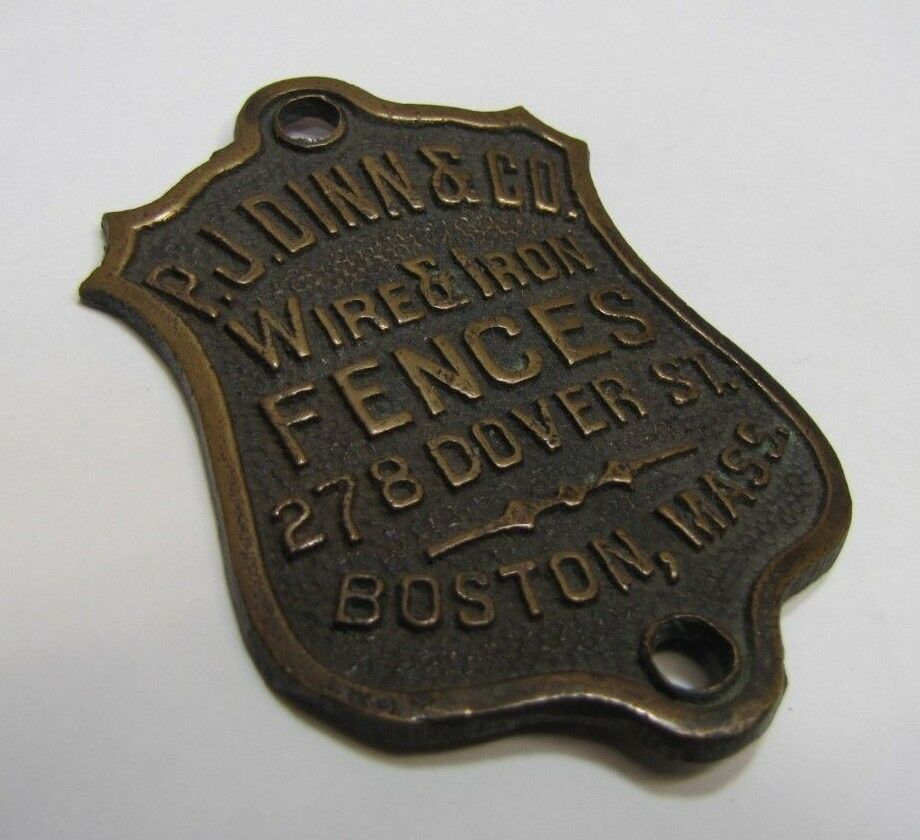 P.J. DINN & CO.
WIRE & IRON
FENCES
278 DOVER ST.
BOSTON, MASS.